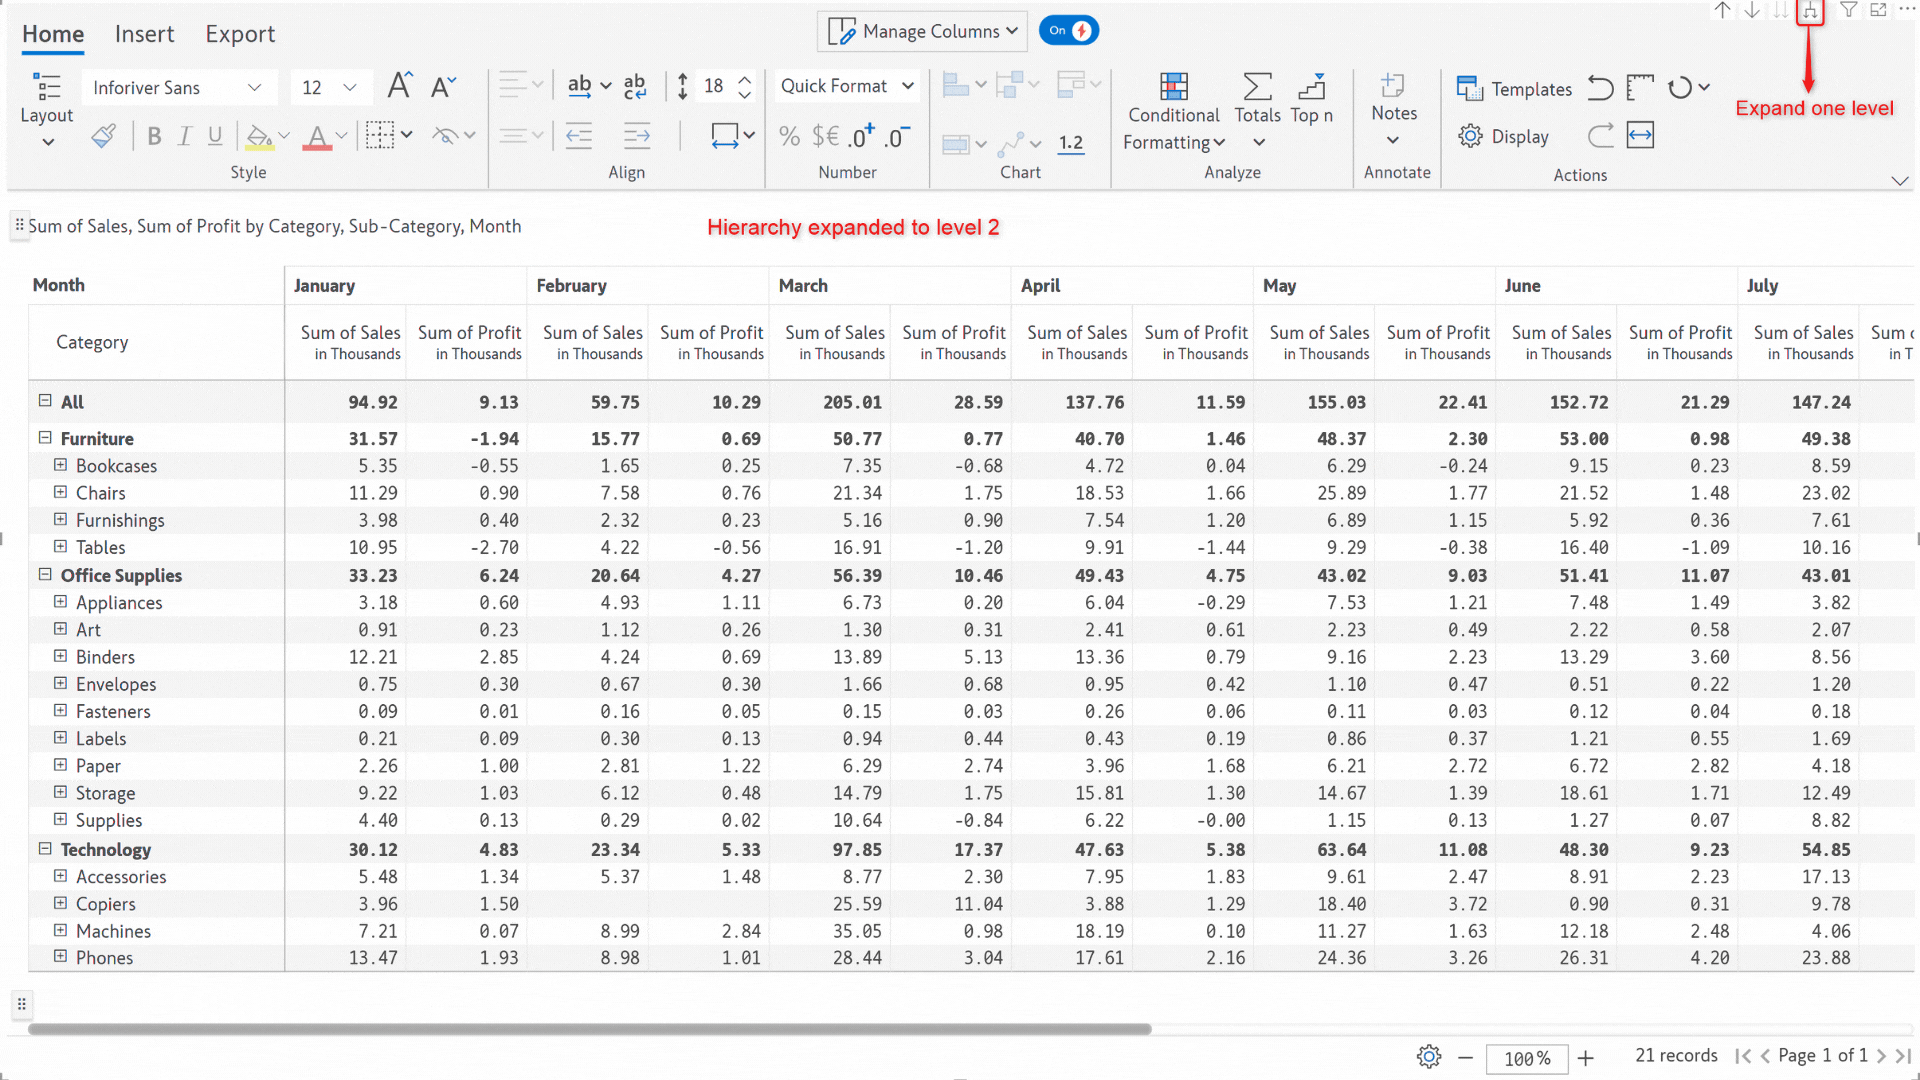 Home Insert Export Manage Columns On
Expand one level
Layout Inforiver Sans 12 ab ab 18 Quick Format Conditional Formatting Totals Top n Notes Templates
B I U A % $€ .0+ .0- 1.2 Display
Style Align Number Chart Analyze Annotate Actions
Sum of Sales, Sum of Profit by Category, Sub-Category, Month
Hierarchy expanded to level 2
Month January February March April May June July
Category Sum of Sales in Thousands Sum of Profit in Thousands Sum of Sales in Thousands Sum of Profit in Thousands Sum of Sales in Thousands Sum of Profit in Thousands Sum of Sales in Thousands Sum of Profit in Thousands Sum of Sales in Thousands Sum of Profit in Thousands Sum of Sales in Thousands Sum of Profit in Thousands Sum of Sales in Thousands Sum in T
All 94.92 9.13 59.75 10.29 205.01 28.59 137.76 11.59 155.03 22.41 152.72 21.29 147.24
Furniture 31.57 -1.94 15.77 0.69 50.77 0.77 40.70 1.46 48.37 2.30 53.00 0.98 49.38
Bookcases 5.35 -0.55 1.65 0.25 7.35 -0.68 4.72 0.04 6.29 -0.24 9.15 0.23 8.59
Chairs 11.29 0.90 7.58 0.76 21.34 1.75 18.53 1.66 25.89 1.77 21.52 1.48 23.02
Furnishings 3.98 0.40 2.32 0.23 5.16 0.90 7.54 1.20 6.89 1.15 5.92 0.36 7.61
Tables 10.95 -2.70 4.22 -0.56 16.91 -1.20 9.91 -1.44 9.29 -0.38 16.40 -1.09 10.16
Office Supplies 33.23 6.24 20.64 4.27 56.39 10.46 49.43 4.75 43.02 9.03 51.41 11.07 43.01
Appliances 3.18 0.60 4.93 1.11 6.73 0.20 6.04 -0.29 7.53 1.21 7.48 1.49 3.82
Art 0.91 0.23 1.12 0.26 1.30 0.31 2.41 0.61 2.23 0.49 2.22 0.58 2.07
Binders 12.21 2.85 4.24 0.69 13.89 5.13 13.36 0.79 9.16 2.23 13.29 3.60 8.56
Envelopes 0.75 0.30 0.67 0.30 1.66 0.68 0.95 0.42 1.10 0.47 0.51 0.22 1.20
Fasteners 0.09 0.01 0.16 0.05 0.15 0.03 0.26 0.06 0.11 0.03 0.12 0.04 0.18
Labels 0.21 0.09 0.30 0.13 0.94 0.44 0.43 0.19 0.86 0.37 1.21 0.55 1.69
Paper 2.26 1.00 2.81 1.22 6.29 2.74 3.96 1.68 6.21 2.72 6.72 2.82 4.18
Storage 9.22 1.03 6.12 0.48 14.79 1.75 15.81 1.30 14.67 1.39 18.61 1.71 12.49
Supplies 4.40 0.13 0.29 0.02 10.64 -0.84 6.22 -0.00 1.15 0.13 1.27 0.07 8.82
Technology 30.12 4.83 23.34 5.33 97.85 17.37 47.63 5.38 63.64 11.08 48.30 9.23 54.85
Accessories 5.48 1.34 5.37 1.48 8.77 2.30 7.95 1.83 9.61 2.47 8.91 2.23 17.13
Copiers 3.96 1.50 25.59 11.04 3.88 1.29 18.40 3.72 0.90 0.31 9.78
Machines 7.21 0.07 8.99 2.84 35.05 0.98 18.19 0.10 11.27 1.63 12.18 2.48 4.06
Phones 13.47 1.93 8.98 1.01 28.44 3.04 17.61 2.16 24.36 3.26 26.31 4.20 23.88
100% 21 records Page 1 of 1